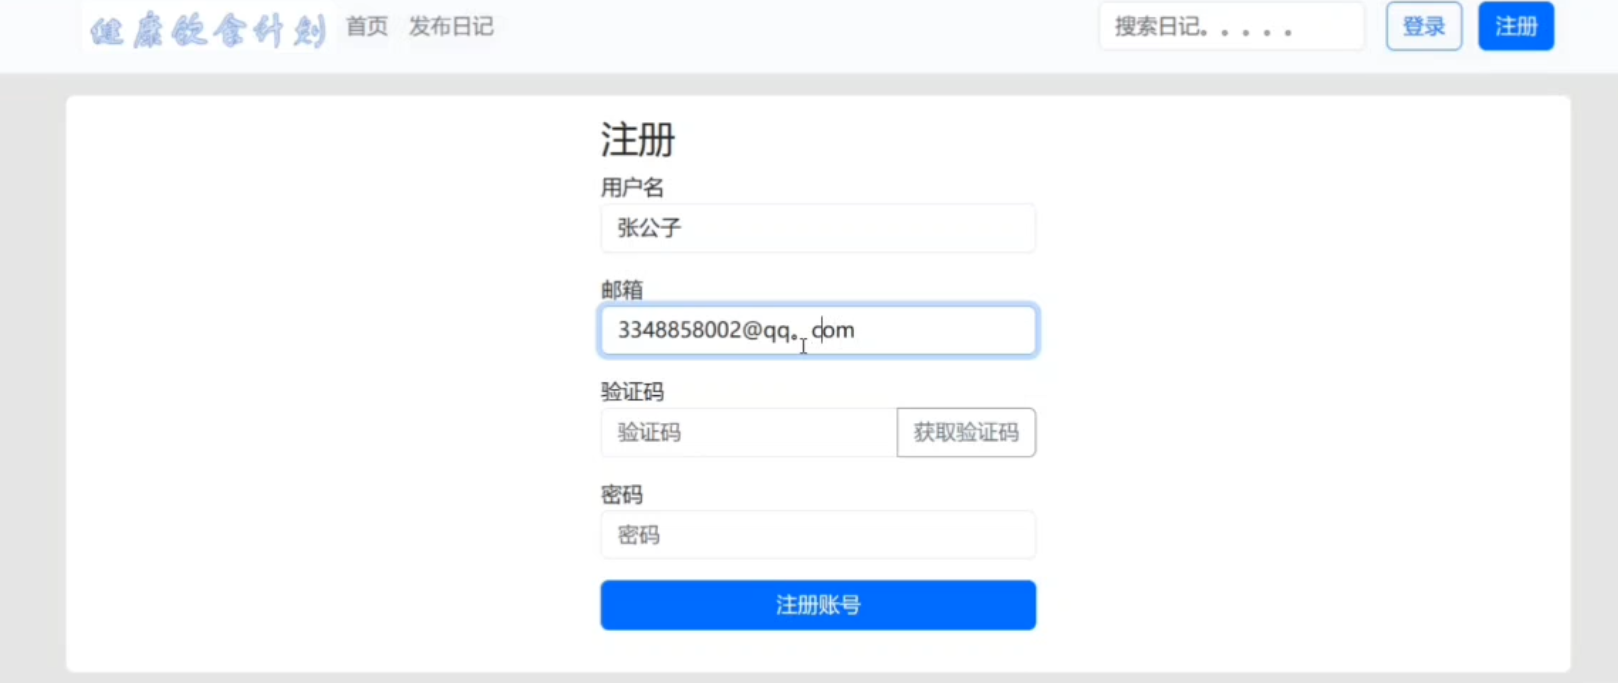 健康饮食计划 首页 发布日记 搜索日记。。。。。 登录 注册
注册
用户名
张公子
邮箱
3348858002@qq。com
验证码
验证码 获取验证码
密码
密码
注册账号